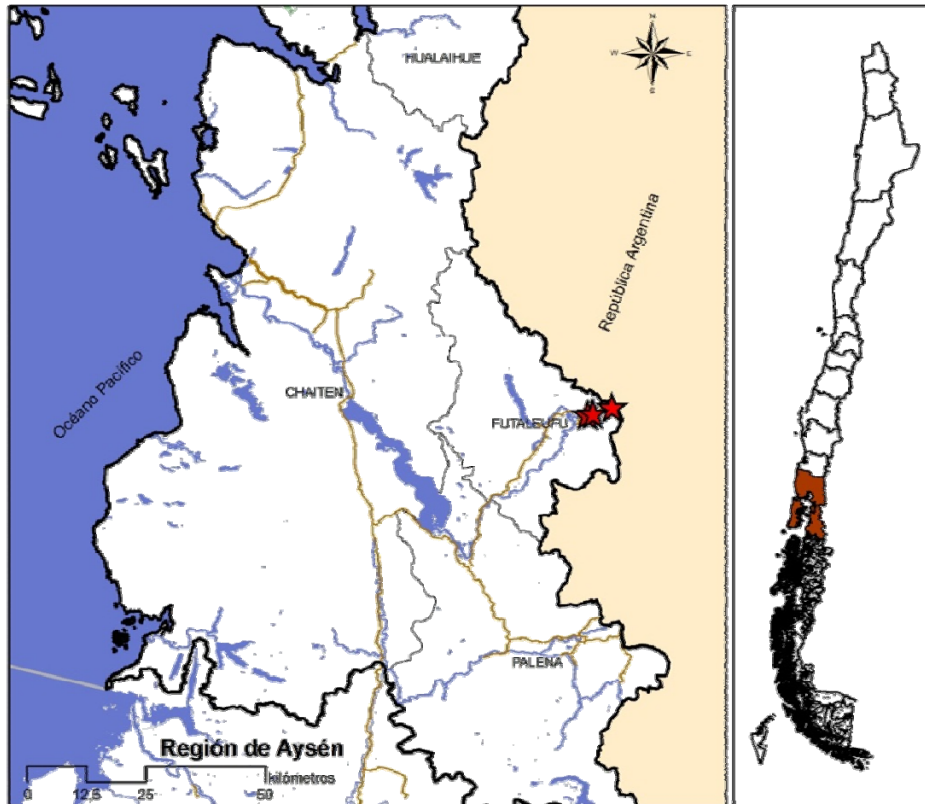 N
W
E
S
HUALAIHUE
República Argentina
Océano Pacífico
CHAITEN
FUTALEUFU
PALENA
Región de Aysén
kilómetros
0 12,5 25 50